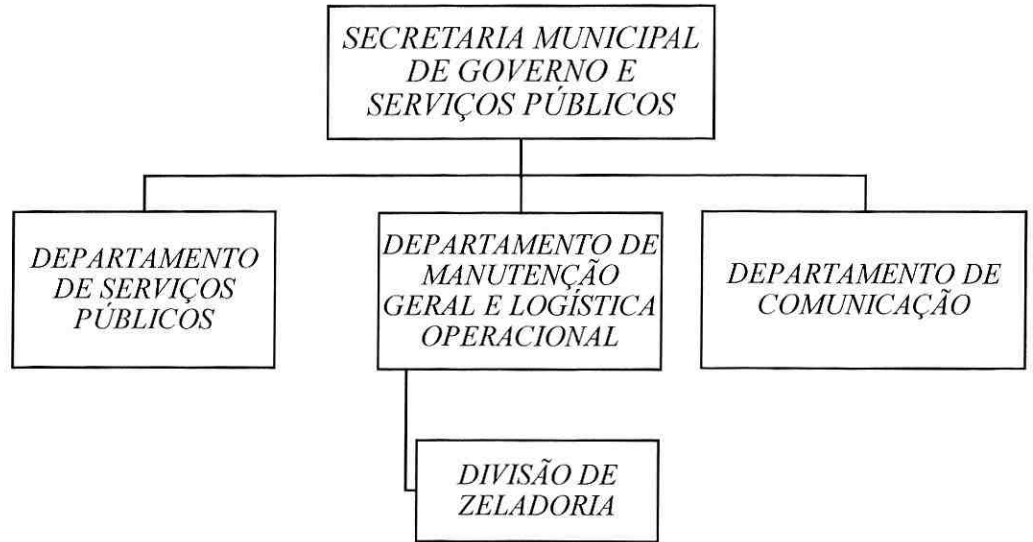 SECRETARIA MUNICIPAL
DE GOVERNO E
SERVIÇOS PÚBLICOS
DEPARTAMENTO
DE SERVIÇOS
PÚBLICOS
DEPARTAMENTO DE
MANUTENÇÃO
GERAL E LOGÍSTICA
OPERACIONAL
DEPARTAMENTO DE
COMUNICAÇÃO
DIVISÃO DE
ZELADORIA